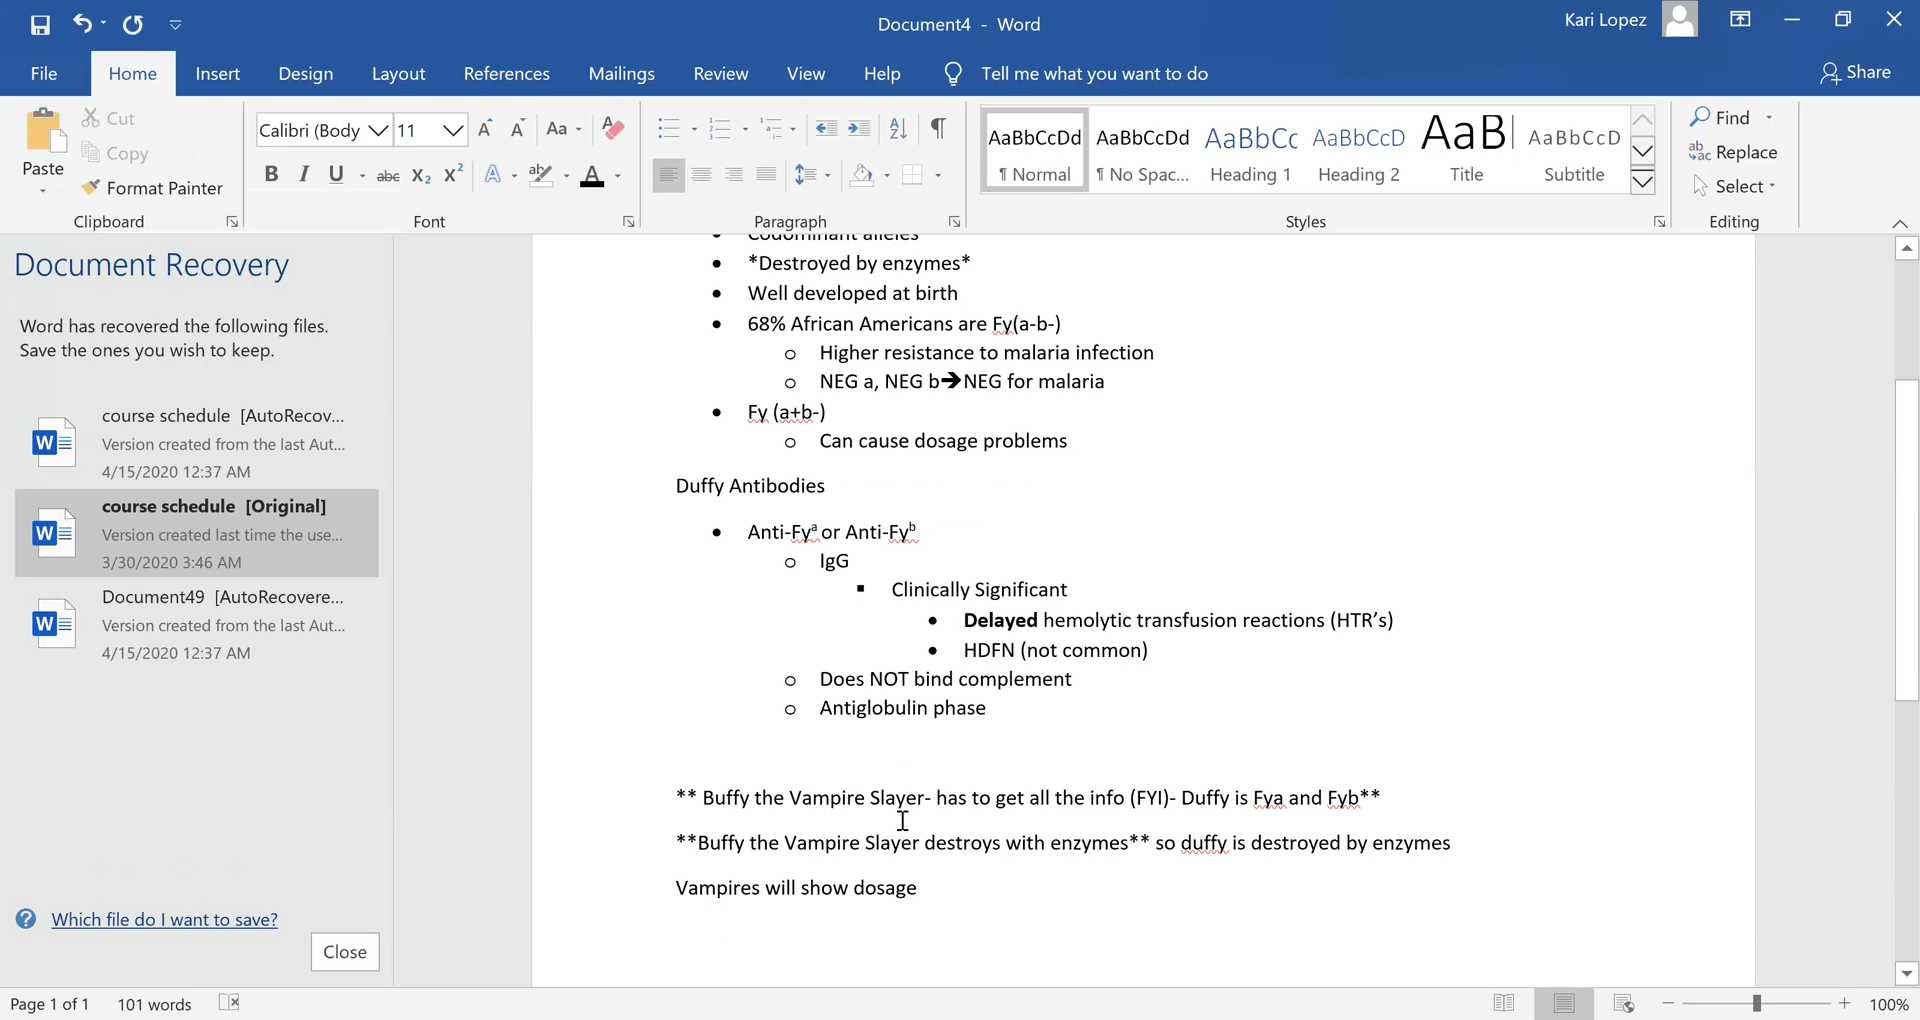 Document4 - Word
Kari Lopez
File Home Insert Design Layout References Mailings Review View Help Tell me what you want to do Share
Paste
Cut
Copy
Format Painter
Clipboard
Calibri (Body 11
Aa
B I U abc X₂ X²
A A
Font
Paragraph
AaBbCcDd AaBbCcDd AaBbCc AaBbCcD AaB AaBbCcD
¶ Normal ¶ No Spac... Heading 1 Heading 2 Title Subtitle
Styles
Find
Replace
Select
Editing
Document Recovery
Word has recovered the following files.
Save the ones you wish to keep.
course schedule [AutoRecov...
Version created from the last Aut...
4/15/2020 12:37 AM
course schedule [Original]
Version created last time the use...
3/30/2020 3:46 AM
Document49 [AutoRecovere...
Version created from the last Aut...
4/15/2020 12:37 AM
Which file do I want to save?
Close
• Codominant alleles
• *Destroyed by enzymes*
• Well developed at birth
• 68% African Americans are Fy(a-b-)
o Higher resistance to malaria infection
o NEG a, NEG b➔NEG for malaria
• Fy (a+b-)
o Can cause dosage problems
Duffy Antibodies
• Anti-Fyᵃ or Anti-Fyᵇ
o IgG
▪ Clinically Significant
• Delayed hemolytic transfusion reactions (HTR’s)
• HDFN (not common)
o Does NOT bind complement
o Antiglobulin phase
** Buffy the Vampire Slayer- has to get all the info (FYI)- Duffy is Fya and Fyb**
**Buffy the Vampire Slayer destroys with enzymes** so duffy is destroyed by enzymes
Vampires will show dosage
Page 1 of 1 101 words
100%